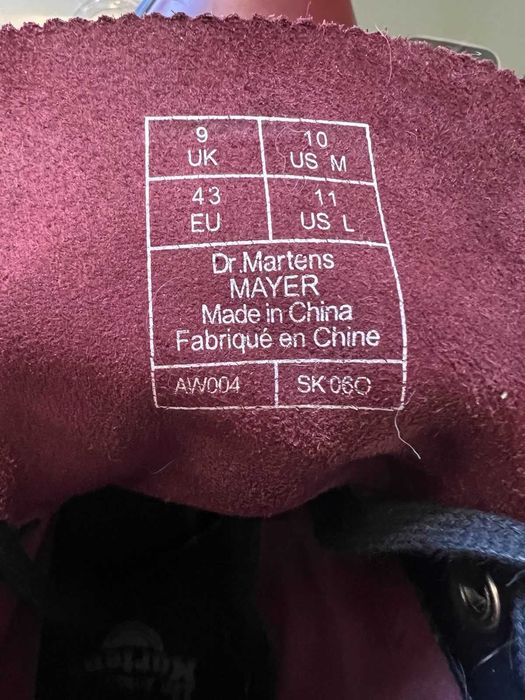 9 UK
10 US M
43 EU
11 US L
Dr.Martens
MAYER
Made in China
Fabriqué en Chine
AW004
SK06O